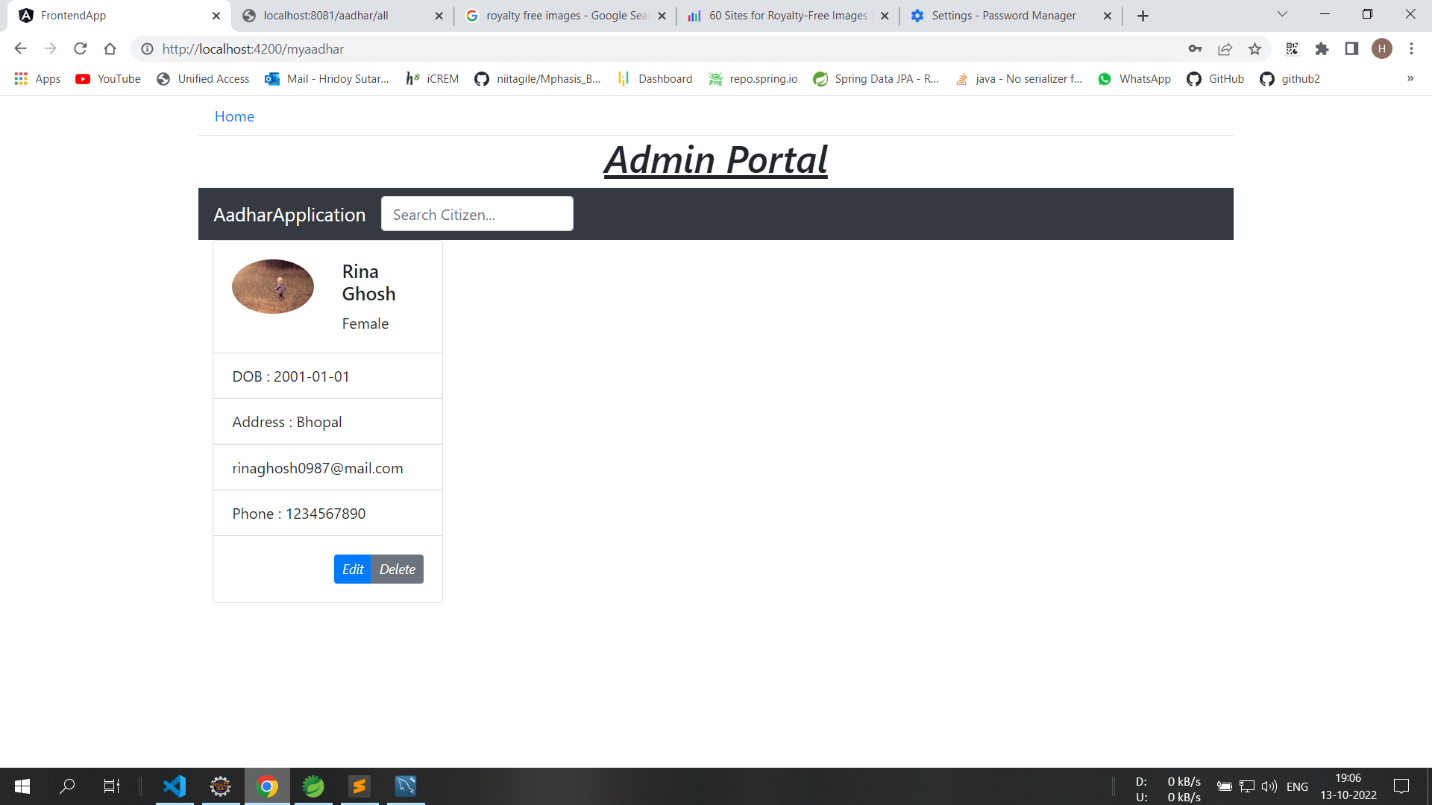 FrontendApp
localhost:8081/aadhar/all
royalty free images - Google Sea
60 Sites for Royalty-Free Images
Settings - Password Manager
http://localhost:4200/myaadhar
H
Apps
YouTube
Unified Access
Mail - Hridoy Sutar...
iCREM
niitagile/Mphasis_B...
Dashboard
repo.spring.io
Spring Data JPA - R...
java - No serializer f...
WhatsApp
GitHub
github2
»
Home
Admin Portal
AadharApplication
Search Citizen...
Rina
Ghosh
Female
DOB : 2001-01-01
Address : Bhopal
rinaghosh0987@mail.com
Phone : 1234567890
Edit
Delete
D: 0 kB/s
U: 0 kB/s
ENG
19:06
13-10-2022